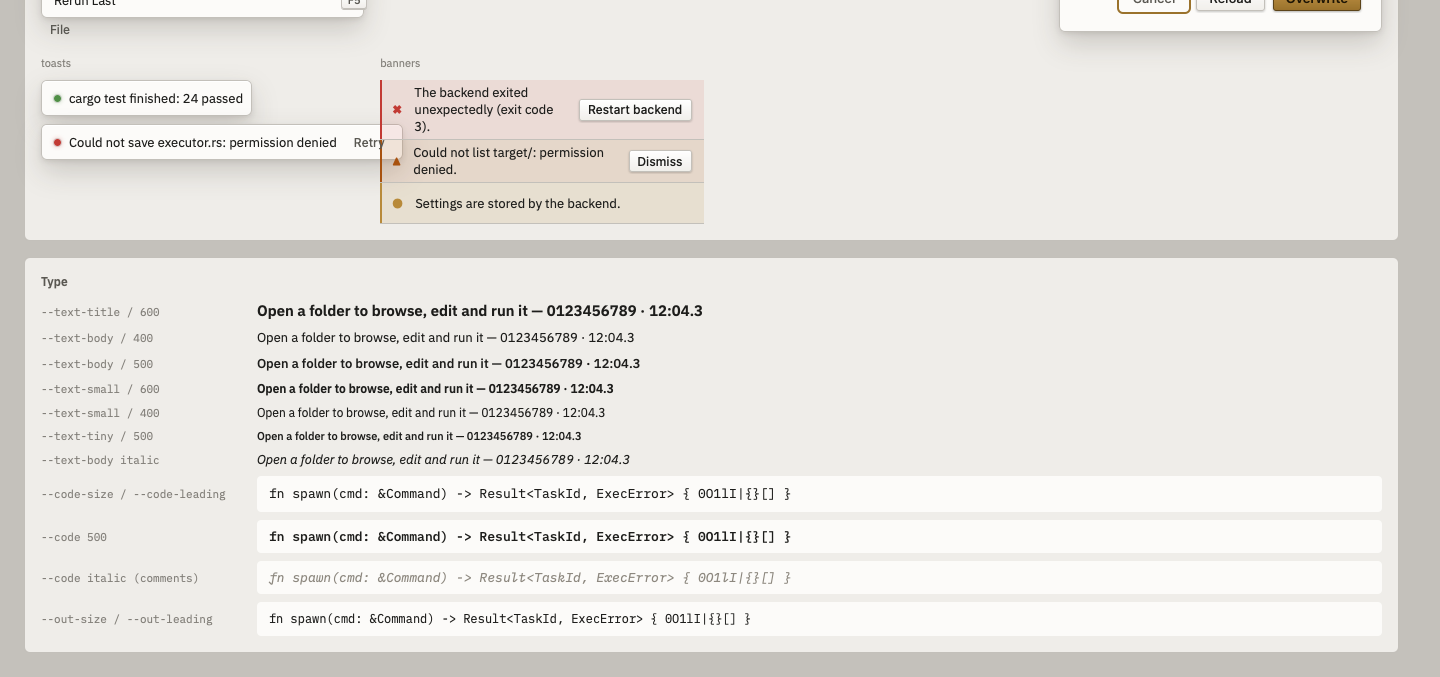 Rerun Last F5
Cancel Reload Overwrite
File
toasts
cargo test finished: 24 passed
Could not save executor.rs: permission denied Retry
banners
The backend exited
unexpectedly (exit code
3).
Restart backend
Could not list target/: permission
denied.
Dismiss
Settings are stored by the backend.
Type
--text-title / 600 Open a folder to browse, edit and run it — 0123456789 · 12:04.3
--text-body / 400 Open a folder to browse, edit and run it — 0123456789 · 12:04.3
--text-body / 500 Open a folder to browse, edit and run it — 0123456789 · 12:04.3
--text-small / 600 Open a folder to browse, edit and run it — 0123456789 · 12:04.3
--text-small / 400 Open a folder to browse, edit and run it — 0123456789 · 12:04.3
--text-tiny / 500 Open a folder to browse, edit and run it — 0123456789 · 12:04.3
--text-body italic Open a folder to browse, edit and run it — 0123456789 · 12:04.3
--code-size / --code-leading fn spawn(cmd: &Command) -> Result<TaskId, ExecError> { 0O1lI|{}[] }
--code 500 fn spawn(cmd: &Command) -> Result<TaskId, ExecError> { 0O1lI|{}[] }
--code italic (comments) fn spawn(cmd: &Command) -> Result<TaskId, ExecError> { 0O1lI|{}[] }
--out-size / --out-leading fn spawn(cmd: &Command) -> Result<TaskId, ExecError> { 0O1lI|{}[] }